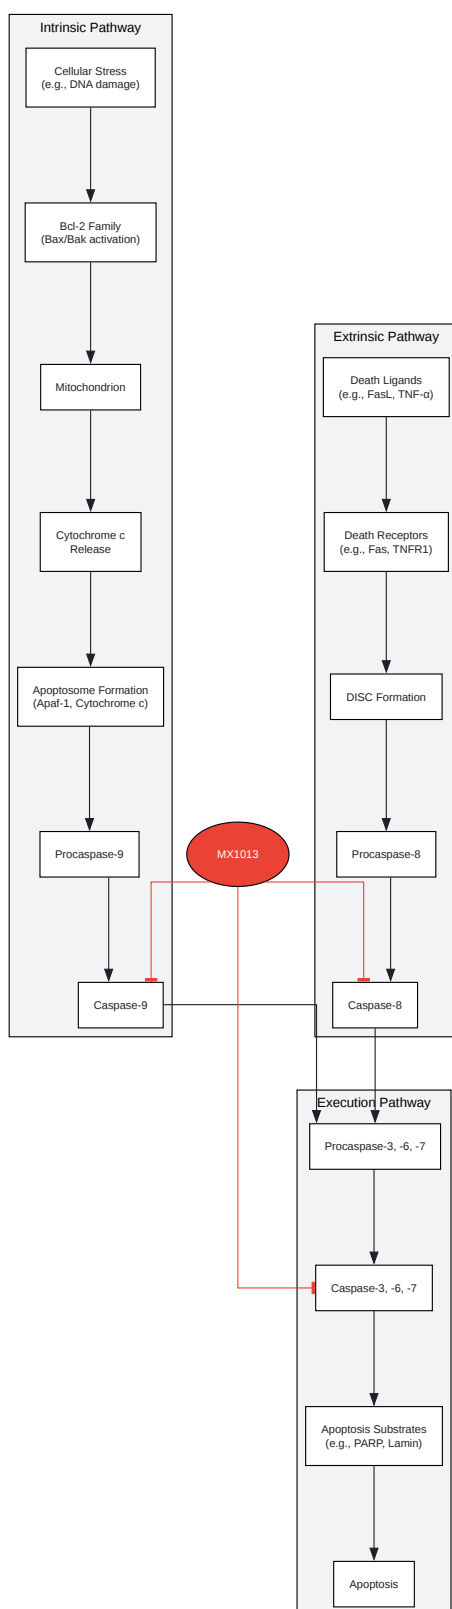 Intrinsic Pathway
Cellular Stress
(e.g., DNA damage)
Bcl-2 Family
(Bax/Bak activation)
Mitochondrion
Cytochrome c
Release
Apoptosome Formation
(Apaf-1, Cytochrome c)
Procaspase-9
Caspase-9
MX1013
Extrinsic Pathway
Death Ligands
(e.g., FasL, TNF-α)
Death Receptors
(e.g., Fas, TNFR1)
DISC Formation
Procaspase-8
Caspase-8
Execution Pathway
Procaspase-3, -6, -7
Caspase-3, -6, -7
Apoptosis Substrates
(e.g., PARP, Lamin)
Apoptosis